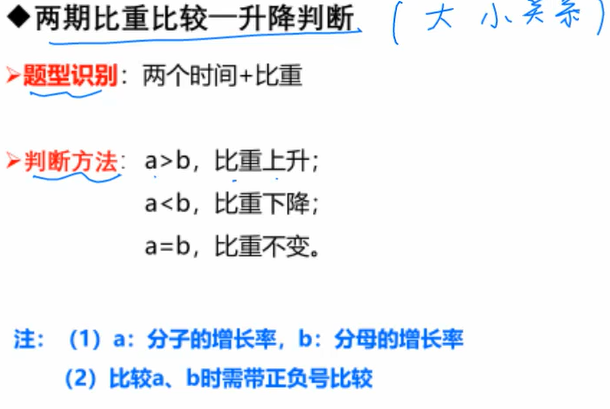 ◆两期比重比较—升降判断 (大小关系)
➢题型识别：两个时间+比重
➢判断方法：a>b，比重上升；
a<b，比重下降；
a=b，比重不变。
注：（1）a：分子的增长率，b：分母的增长率
（2）比较a、b时需带正负号比较